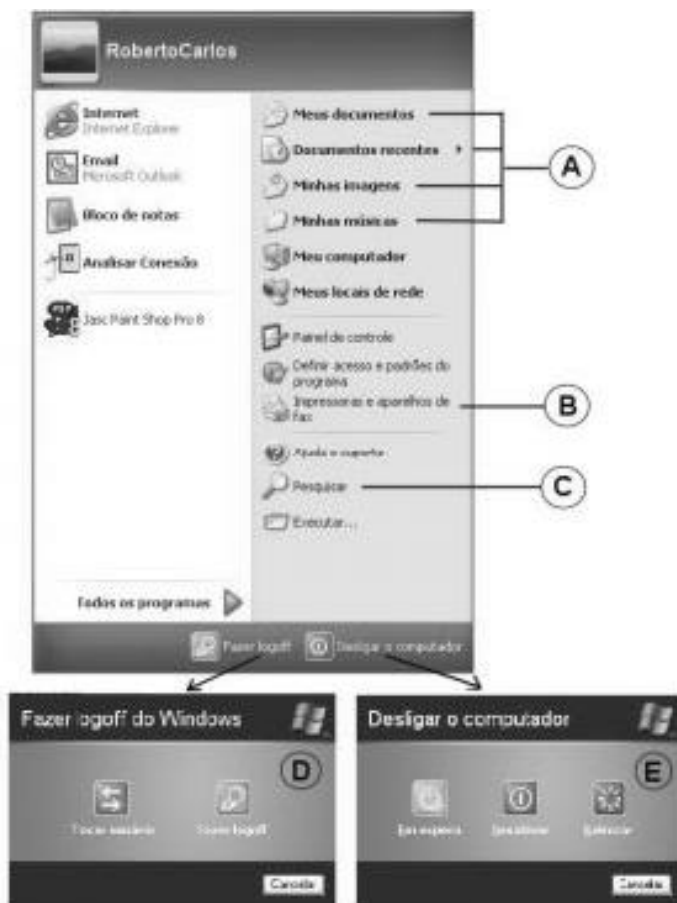 RobertoCarlos
Internet
Internet Explorer
Email
Microsoft Outlook
Bloco de notas
Analisar Conexão
Jasc Paint Shop Pro 8
Todos os programas
Meus documentos
Documentos recentes
Minhas imagens
Minhas músicas
Meu computador
Meus locais de rede
Painel de controle
Definir acesso e padrões do
programa
Impressoras e aparelhos de
fax
Ajuda e suporte
Pesquisar
Executar...
A
B
C
Fazer logoff
Desligar o computador
Fazer logoff do Windows
D
Trocar usuário
Fazer logoff
Cancelar
Desligar o computador
E
Em espera
Desativar
Reiniciar
Cancelar